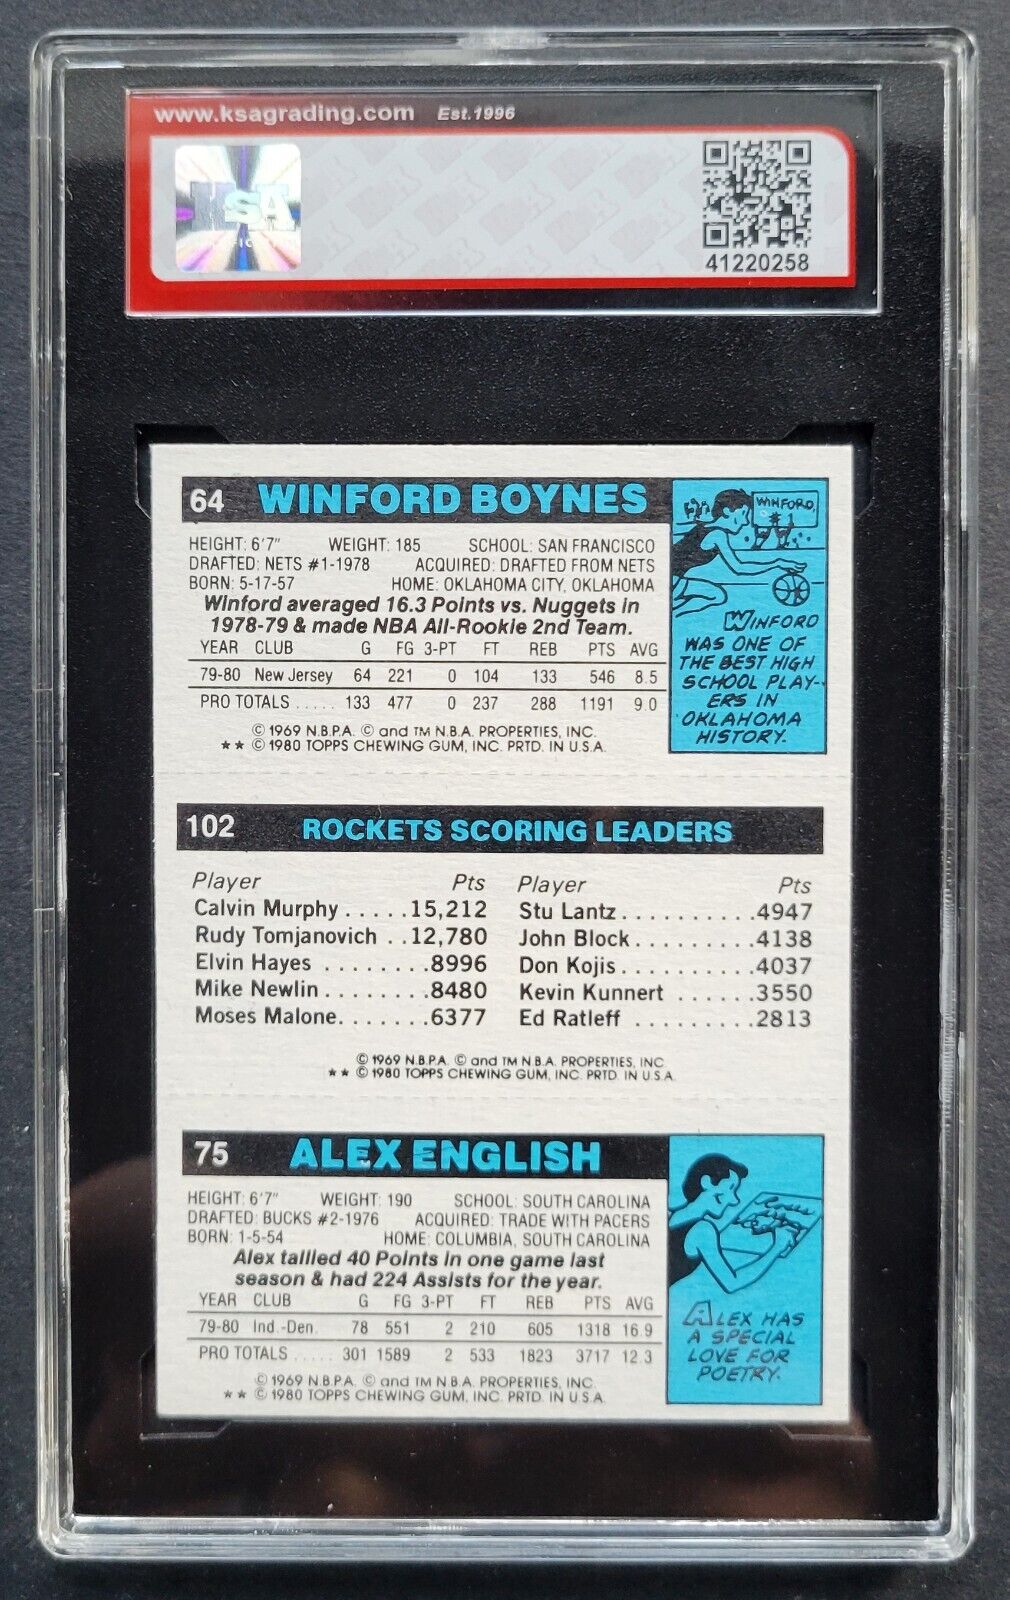 www.ksagrading.com Est.1996
KSA
41220258
64 WINFORD BOYNES
HEIGHT: 6'7" WEIGHT: 185 SCHOOL: SAN FRANCISCO
DRAFTED: NETS #1-1978 ACQUIRED: DRAFTED FROM NETS
BORN: 5-17-57 HOME: OKLAHOMA CITY, OKLAHOMA
Winford averaged 16.3 Points vs. Nuggets in
1978-79 & made NBA All-Rookie 2nd Team.
YEAR CLUB G FG 3-PT FT REB PTS AVG
79-80 New Jersey 64 221 0 104 133 546 8.5
PRO TOTALS ..... 133 477 0 237 288 1191 9.0
© 1969 N.B.P.A. © and TM N.B.A. PROPERTIES, INC.
** © 1980 TOPPS CHEWING GUM, INC. PRTD. IN U.S.A.
WINFORD
#1
WINFORD
WAS ONE OF
THE BEST HIGH
SCHOOL PLAY-
ERS IN
OKLAHOMA
HISTORY.
102 ROCKETS SCORING LEADERS
Player Pts Player Pts
Calvin Murphy.....15,212 Stu Lantz..........4947
Rudy Tomjanovich ..12,780 John Block.........4138
Elvin Hayes ........8996 Don Kojis..........4037
Mike Newlin........8480 Kevin Kunnert ......3550
Moses Malone.......6377 Ed Ratleff .........2813
© 1969 N.B.P.A. © and TM N.B.A. PROPERTIES, INC.
** © 1980 TOPPS CHEWING GUM, INC. PRTD. IN U.S.A.
75 ALEX ENGLISH
HEIGHT: 6'7" WEIGHT: 190 SCHOOL: SOUTH CAROLINA
DRAFTED: BUCKS #2-1976 ACQUIRED: TRADE WITH PACERS
BORN: 1-5-54 HOME: COLUMBIA, SOUTH CAROLINA
Alex tallied 40 Points in one game last
season & had 224 Assists for the year.
YEAR CLUB G FG 3-PT FT REB PTS AVG
79-80 Ind.-Den. 78 551 2 210 605 1318 16.9
PRO TOTALS ..... 301 1589 2 533 1823 3717 12.3
© 1969 N.B.P.A. © and TM N.B.A. PROPERTIES, INC.
** © 1980 TOPPS CHEWING GUM, INC. PRTD. IN U.S.A.
ALEX HAS
A SPECIAL
LOVE FOR
POETRY.